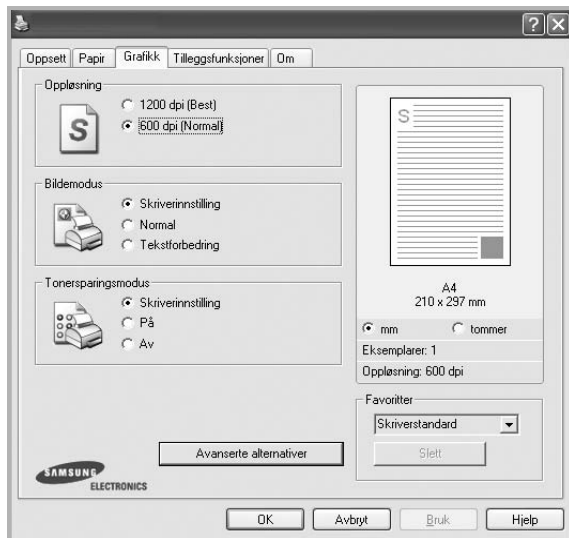 Oppsett Papir Grafikk Tilleggsfunksjoner Om
Oppløsning
1200 dpi (Best)
600 dpi (Normal)
S
Bildemodus
Skriverinnstilling
Normal
Tekstforbedring
Tonersparingsmodus
Skriverinnstilling
På
Av
S
A4
210 x 297 mm
mm tommer
Eksemplarer: 1
Oppløsning: 600 dpi
Favoritter
Skriverstandard
Slett
Avanserte alternativer
SAMSUNG
ELECTRONICS
OK Avbryt Bruk Hjelp